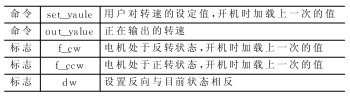 命令 set_yaule 用户对转速的设定值,开机时加载上一次的值
命令 out_value 正在输出的转速
标志 f_cw 电机处于反转状态,开机时加载上一次的值
标志 f_ccw 电机处于正转状态,开机时加载上一次的值
标志 dw 设置反向与目前状态相反